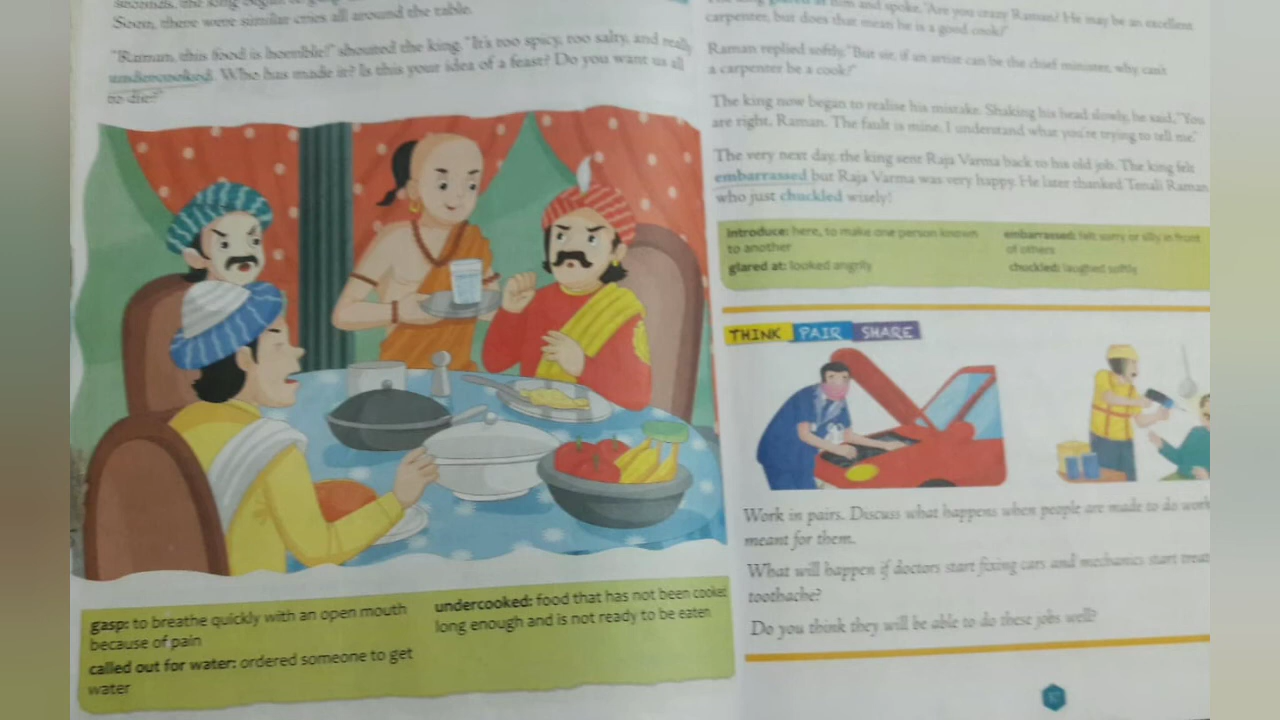 Soon, there were similar cries all around the table.
"Raman, this food is horrible!" shouted the king. "It's too spicy, too salty, and really
undercooked. Who has made it? Is this your idea of a feast? Do you want us all
to die?"
gasp: to breathe quickly with an open mouth
because of pain
called out for water: ordered someone to get
water
undercooked: food that has not been cooked
long enough and is not ready to be eaten
him and spoke, "Are you crazy Raman? He may be an excellent
carpenter, but does that mean he is a good cook?"
Raman replied softly, "But sir, if an artist can be the chief minister, why can't
a carpenter be a cook?"
The king now began to realise his mistake. Shaking his head slowly, he said, "You
are right, Raman. The fault is mine. I understand what you're trying to tell me."
The very next day, the king sent Raja Varma back to his old job. The king felt
embarrassed but Raja Varma was very happy. He later thanked Tenali Raman
who just chuckled wisely!
introduce: here, to make one person known
to another
glared at: looked angrily
embarrassed: felt sorry or silly in front
of others
chuckled: laughed softly
THINK PAIR SHARE
Work in pairs. Discuss what happens when people are made to do work
meant for them.
What will happen if doctors start fixing cars and mechanics start treat
toothache?
Do you think they will be able to do these jobs well?